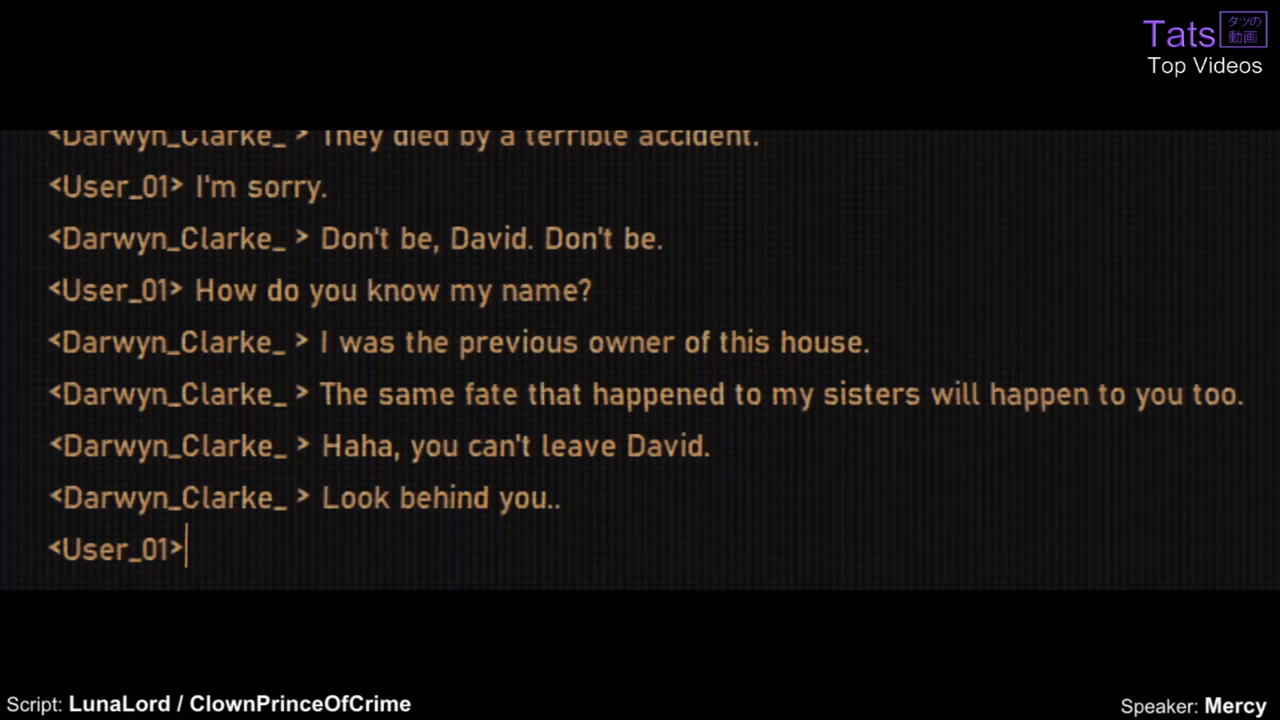 Tats タツの
動画
Top Videos
<Darwyn_Clarke_ > They died by a terrible accident.
<User_01> I'm sorry.
<Darwyn_Clarke_ > Don't be, David. Don't be.
<User_01> How do you know my name?
<Darwyn_Clarke_ > I was the previous owner of this house.
<Darwyn_Clarke_ > The same fate that happened to my sisters will happen to you too.
<Darwyn_Clarke_ > Haha, you can't leave David.
<Darwyn_Clarke_ > Look behind you..
<User_01>
Script: LunaLord / ClownPrinceOfCrime
Speaker: Mercy